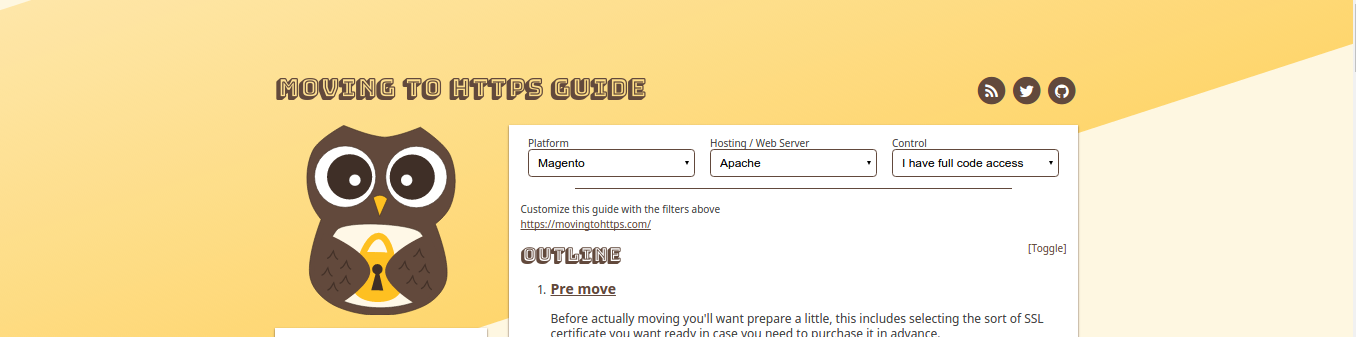 MOVING TO HTTPS GUIDE
Platform
Magento
Hosting / Web Server
Apache
Control
I have full code access
Customize this guide with the filters above
https://movingtohttps.com/
OUTLINE
[Toggle]
1. Pre move
Before actually moving you'll want prepare a little, this includes selecting the sort of SSL
certificate you want ready in case you need to purchase it in advance.